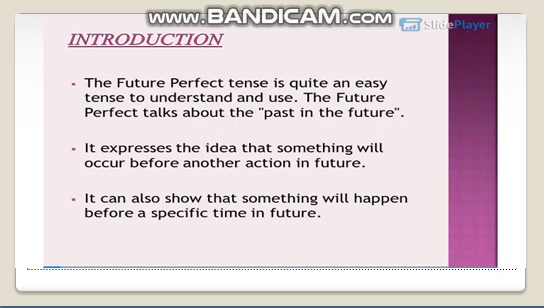 www.BANDICAM.com
SlidePlayer
INTRODUCTION
▪ The Future Perfect tense is quite an easy
tense to understand and use. The Future
Perfect talks about the "past in the future".
▪ It expresses the idea that something will
occur before another action in future.
▪ It can also show that something will happen
before a specific time in future.